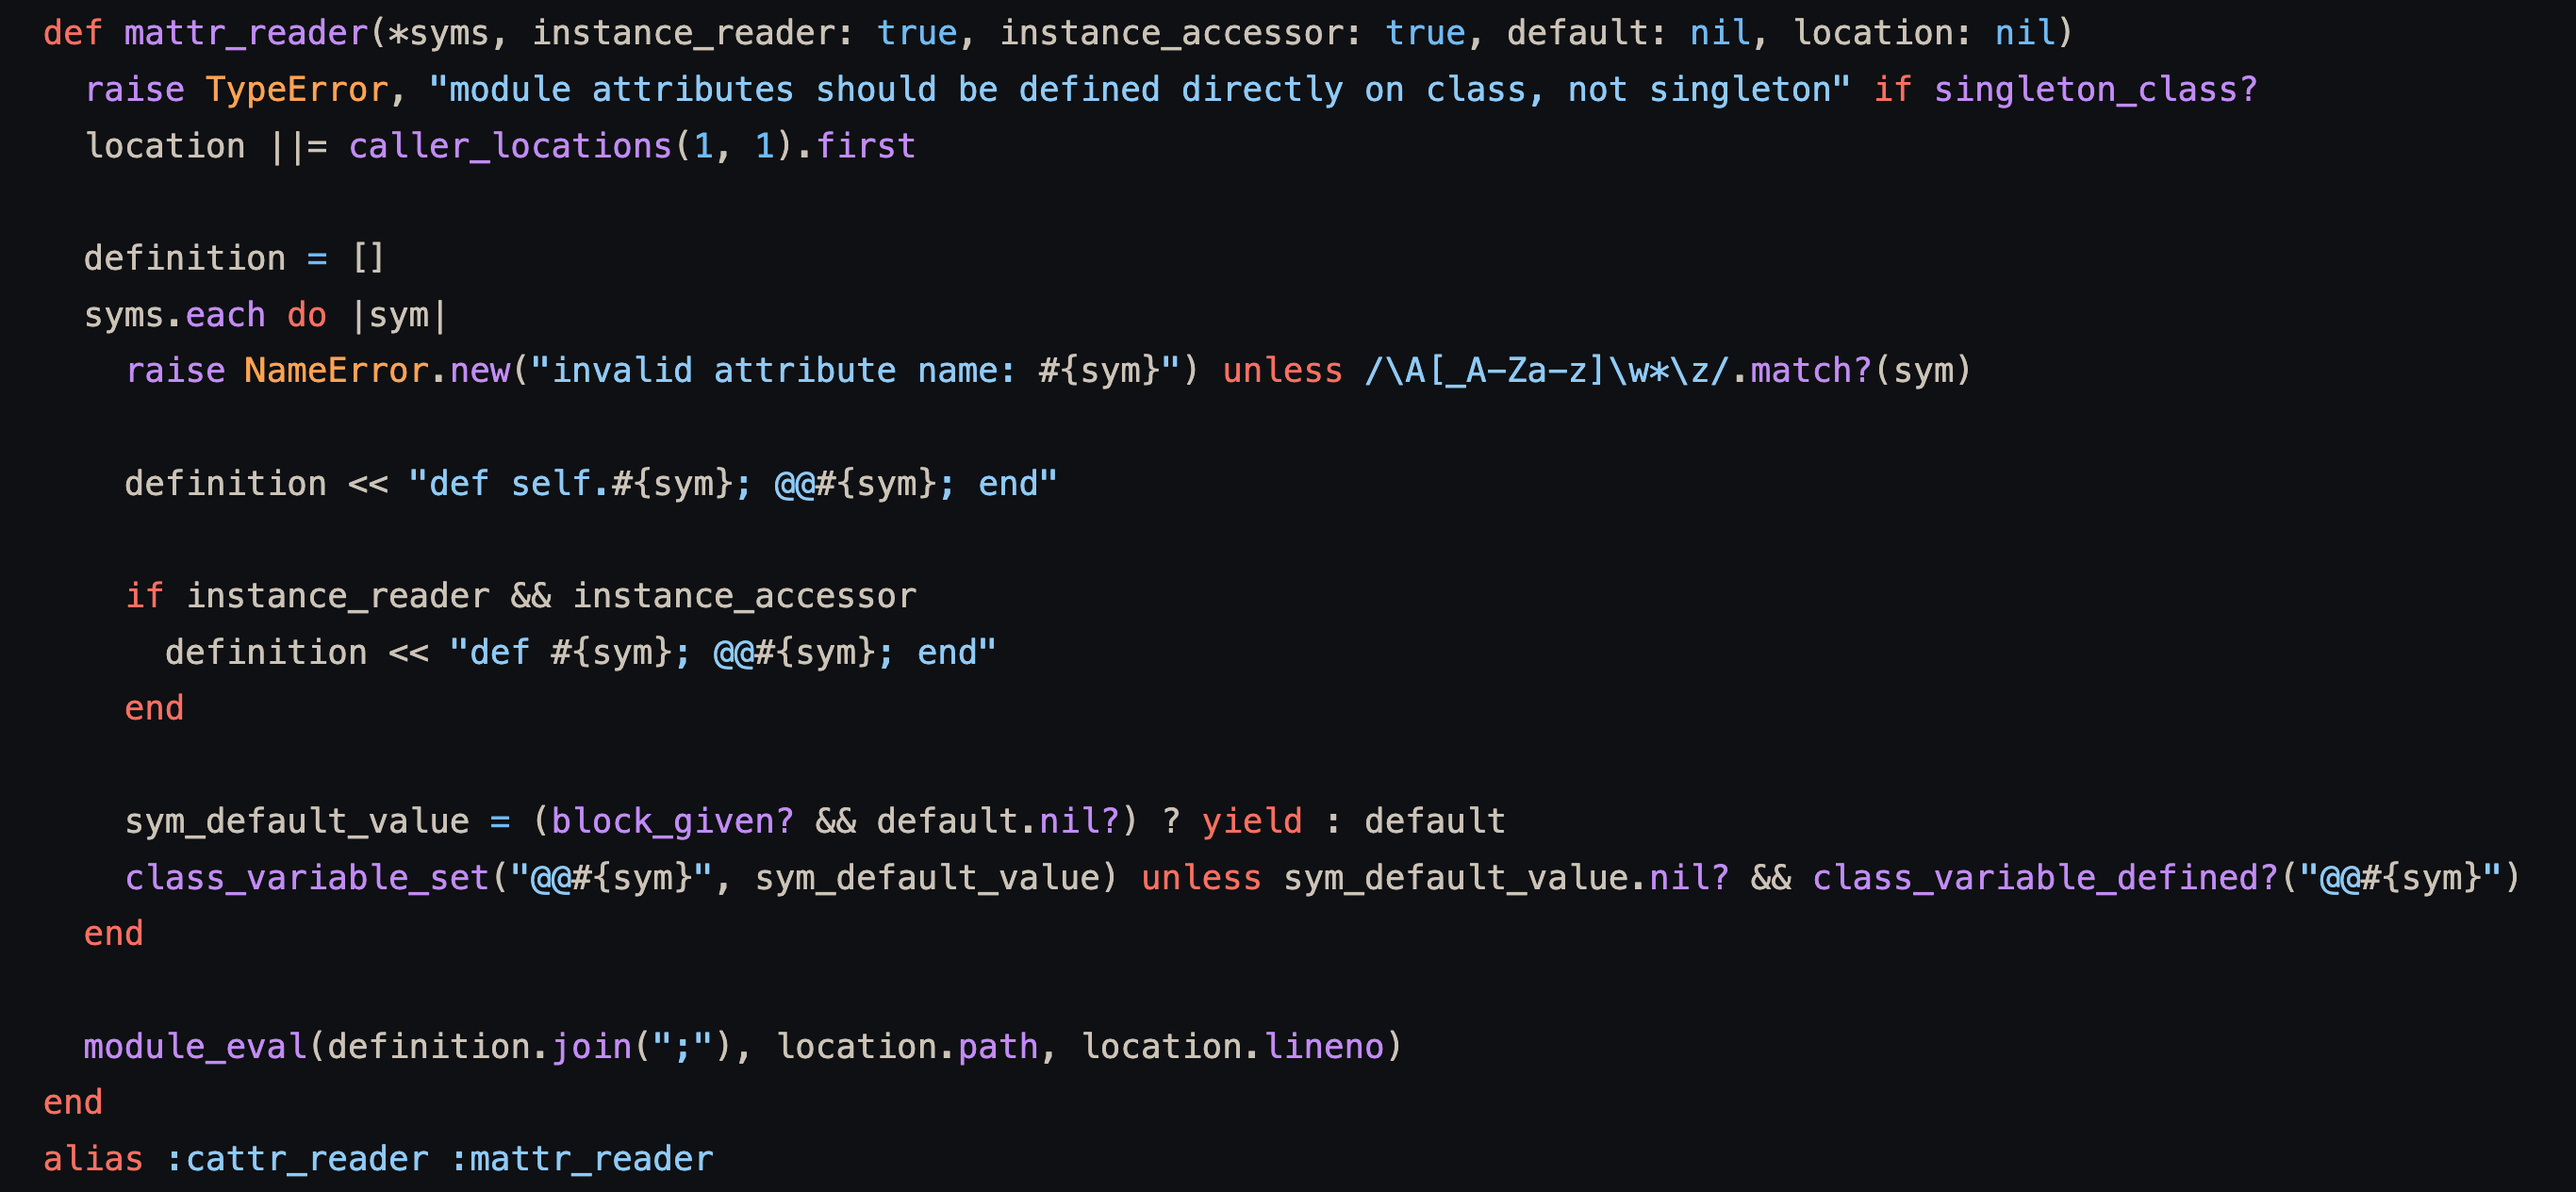 def mattr_reader(*syms, instance_reader: true, instance_accessor: true, default: nil, location: nil)
  raise TypeError, "module attributes should be defined directly on class, not singleton" if singleton_class?
  location ||= caller_locations(1, 1).first

  definition = []
  syms.each do |sym|
    raise NameError.new("invalid attribute name: #{sym}") unless /\A[_A-Za-z]\w*\z/.match?(sym)

    definition << "def self.#{sym}; @@#{sym}; end"

    if instance_reader && instance_accessor
      definition << "def #{sym}; @@#{sym}; end"
    end

    sym_default_value = (block_given? && default.nil?) ? yield : default
    class_variable_set("@@#{sym}", sym_default_value) unless sym_default_value.nil? && class_variable_defined?("@@#{sym}")
  end

  module_eval(definition.join(";"), location.path, location.lineno)
end
alias :cattr_reader :mattr_reader